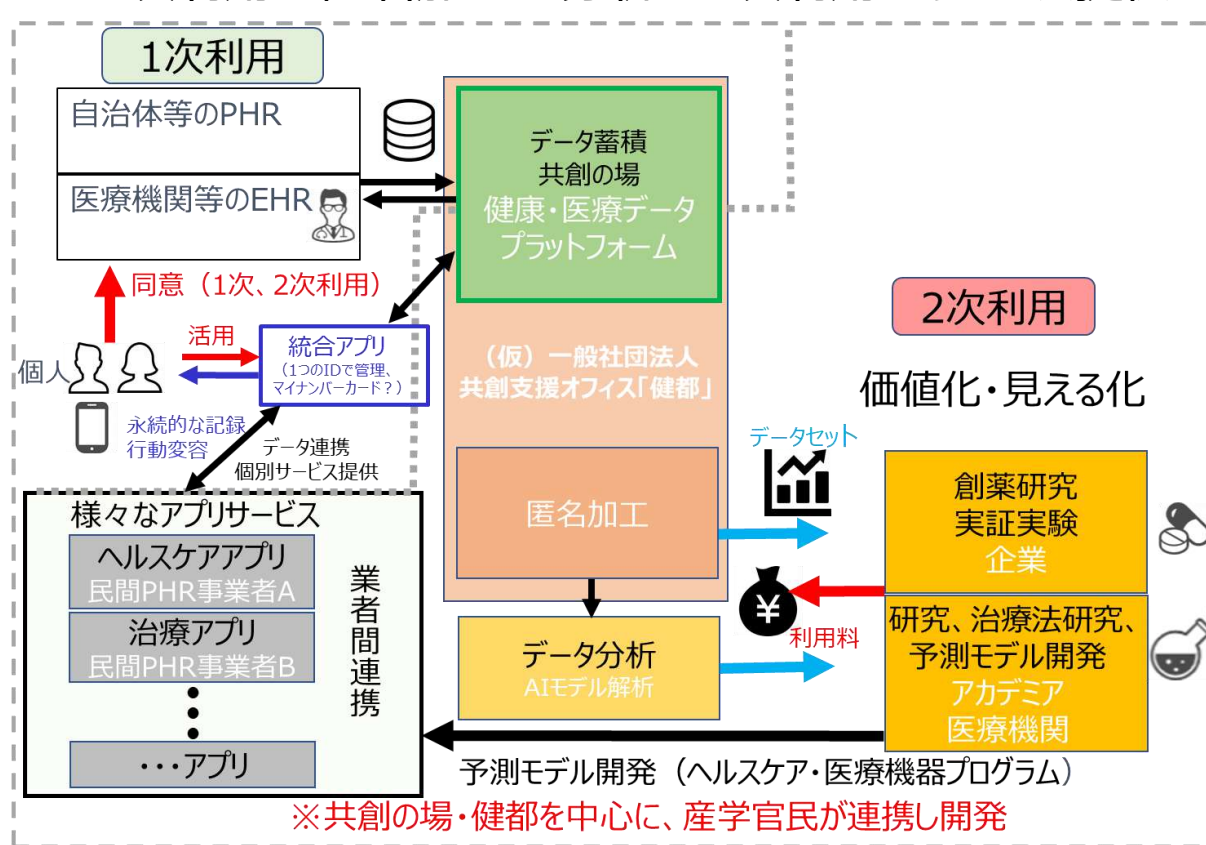 1次利用
自治体等のPHR
医療機関等のEHR
データ蓄積
共創の場
健康・医療データ
プラットフォーム
同意（1次、2次利用）
活用
個人
統合アプリ
（1つのIDで管理、
マイナンバーカード？）
永続的な記録
行動変容
データ連携
個別サービス提供
（仮）一般社団法人
共創支援オフィス「健都」
2次利用
価値化・見える化
データセット
匿名加工
創薬研究
実証実験
企業
利用料
データ分析
AIモデル解析
研究、治療法研究、
予測モデル開発
アカデミア
医療機関
様々なアプリサービス
ヘルスケアアプリ
民間PHR事業者A
治療アプリ
民間PHR事業者B
・・・アプリ
業者間連携
予測モデル開発（ヘルスケア・医療機器プログラム）
※共創の場・健都を中心に、産学官民が連携し開発